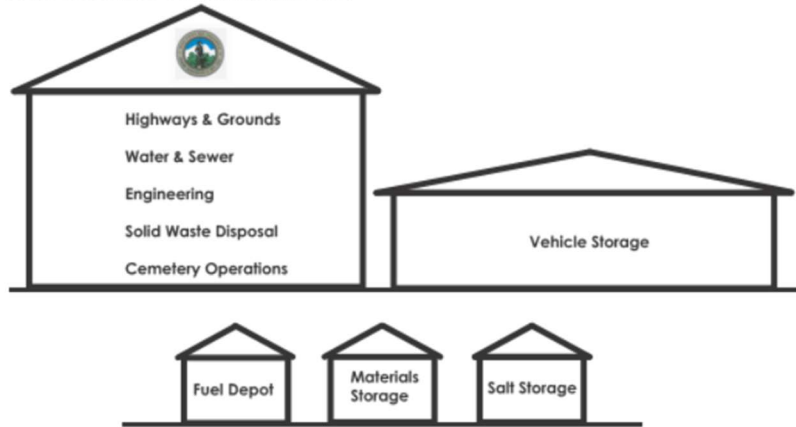 Highways & Grounds
Water & Sewer
Engineering
Solid Waste Disposal
Cemetery Operations
Vehicle Storage
Fuel Depot
Materials
Storage
Salt Storage